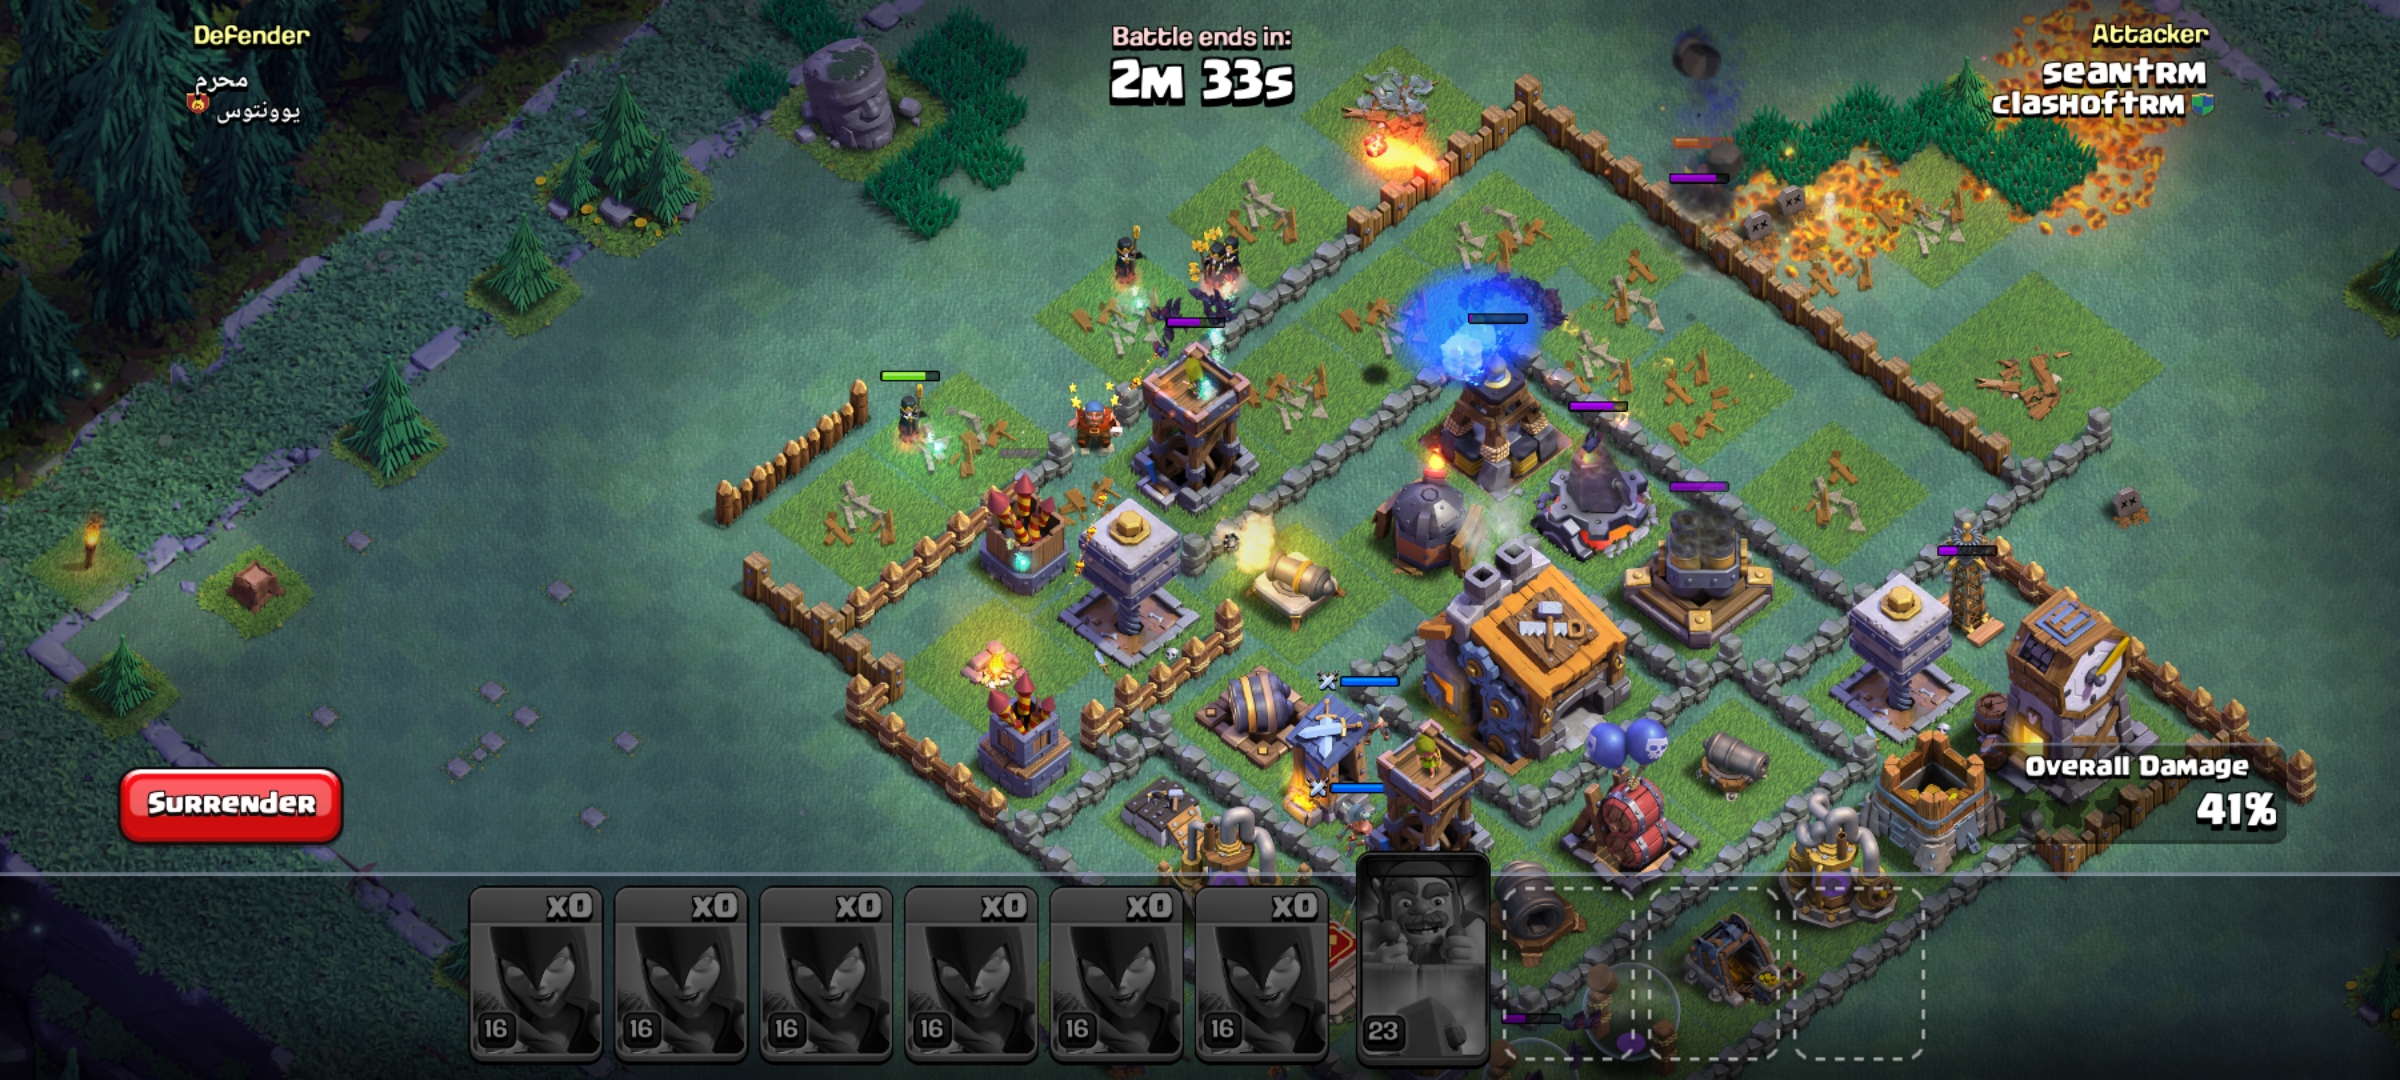 Defender
محرم
يوونتوس
Battle ends in:
2M 33s
Attacker
seantRM
clashoftRM
Surrender
Overall Damage
41%
x0
x0
x0
x0
x0
x0
16
16
16
16
16
16
23